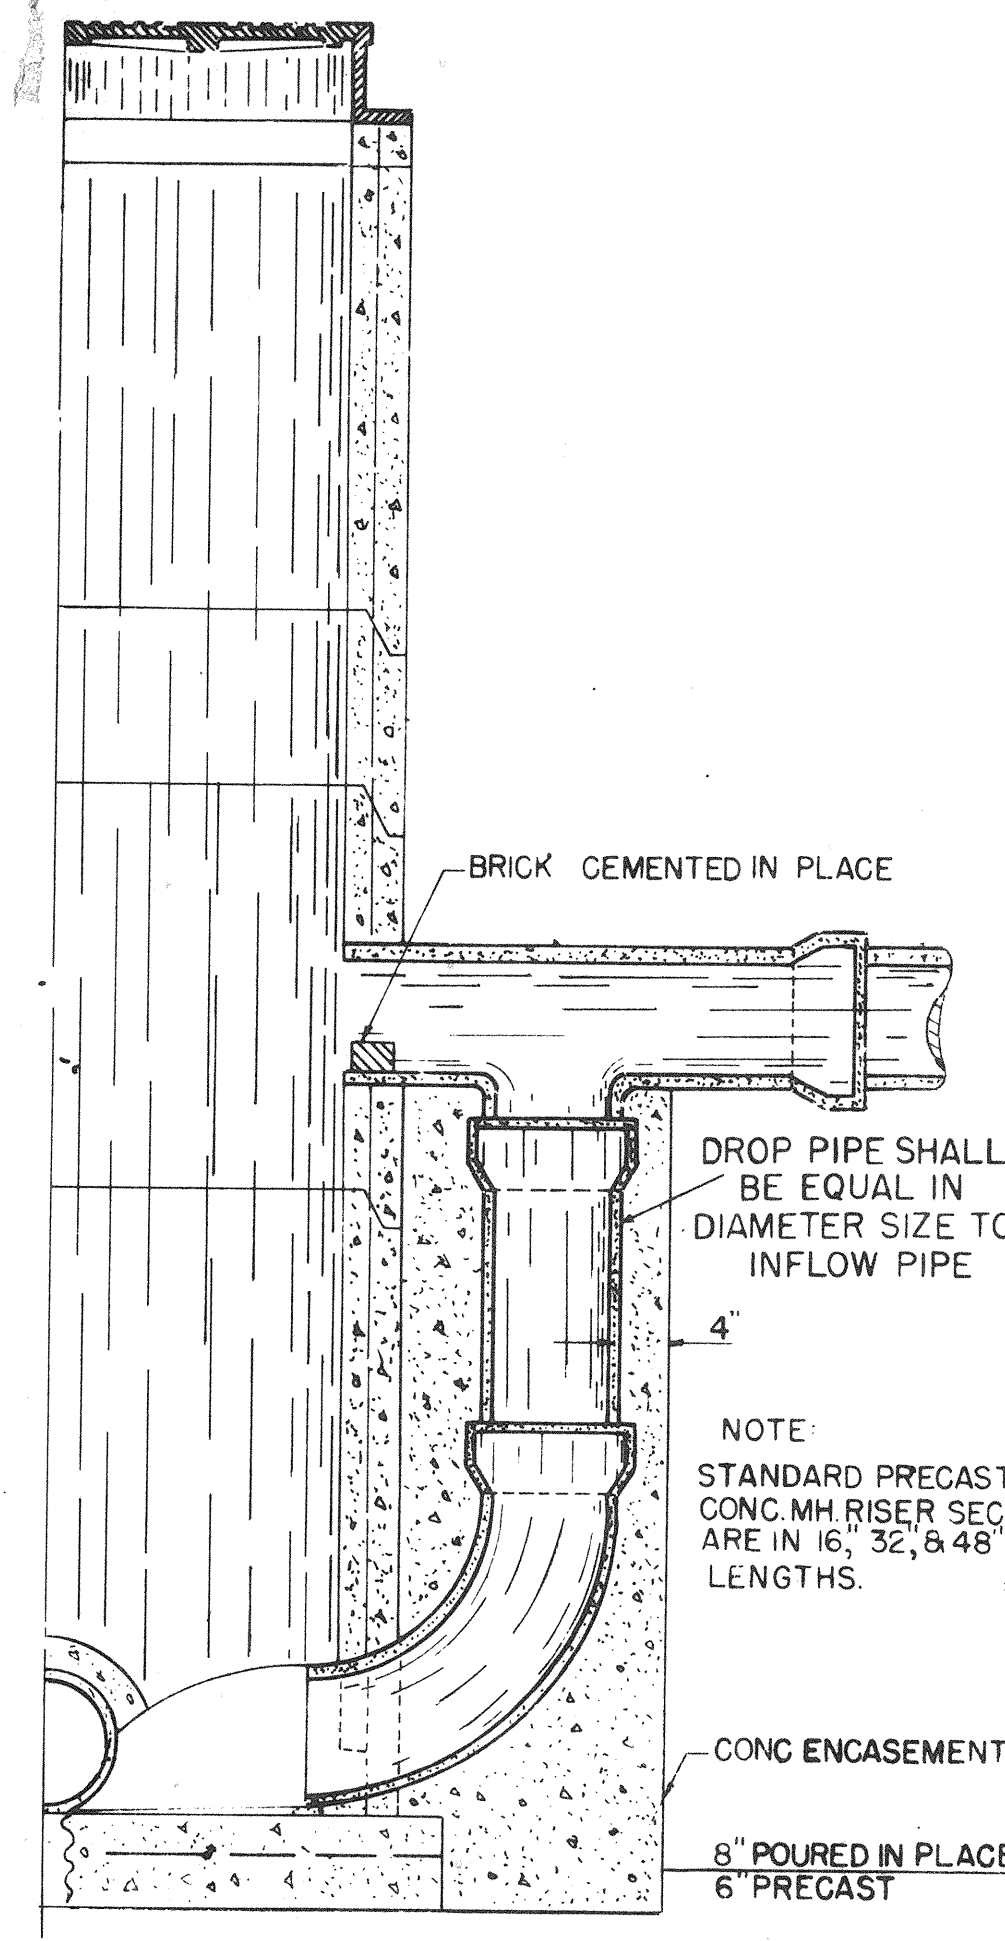 BRICK CEMENTED IN PLACE
DROP PIPE SHALL
BE EQUAL IN
DIAMETER SIZE TO
INFLOW PIPE
4"
NOTE:
STANDARD PRECAST
CONC. MH. RISER SEC
ARE IN 16," 32," & 48"
LENGTHS.
CONC ENCASEMENT
8" POURED IN PLACE
6" PRECAST